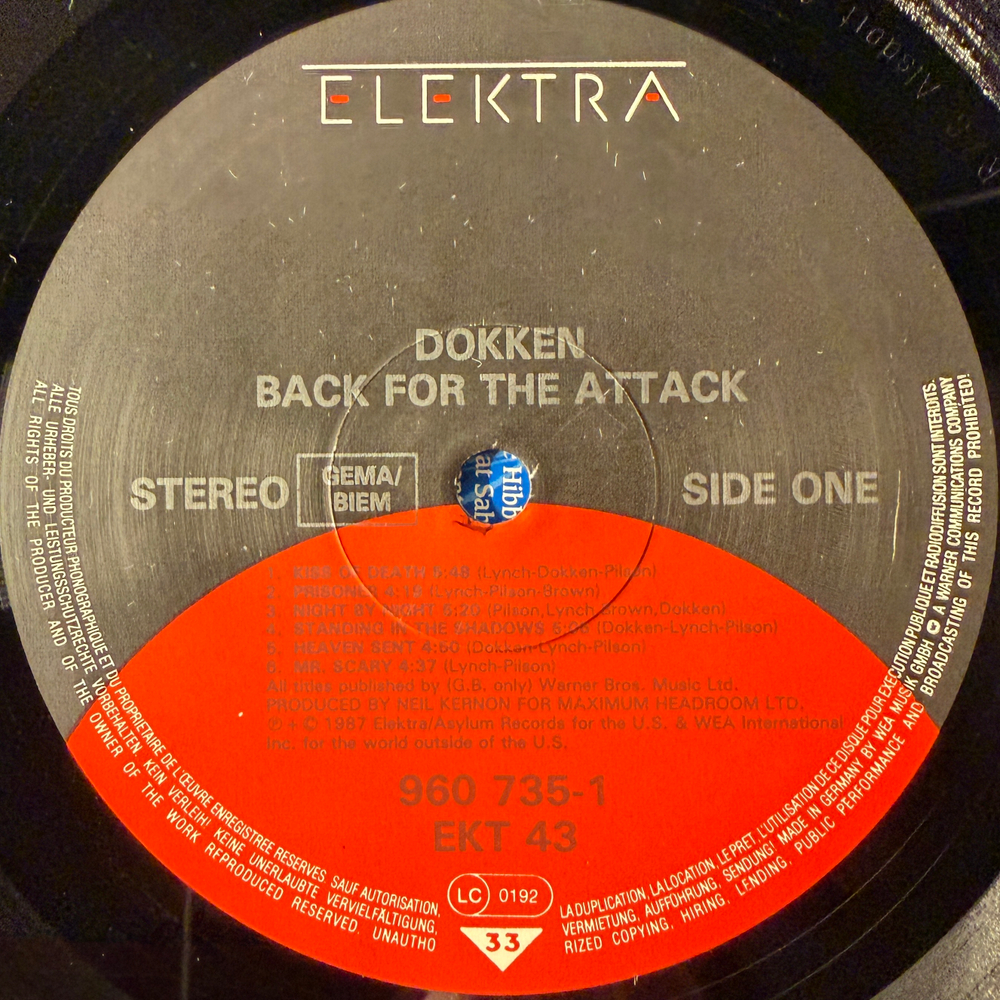 ELEKTRA
DOKKEN
BACK FOR THE ATTACK
STEREO
GEMA/
BIEM
SIDE ONE
Hibb
at Sab
1. KISS OF DEATH 5:48 (Lynch-Dokken-Pilson)
2. PRISONER 4:18 (Lynch-Pilson-Brown)
3. NIGHT BY NIGHT 5:20 (Pilson,Lynch,Brown,Dokken)
4. STANDING IN THE SHADOWS 5:05 (Dokken-Lynch-Pilson)
5. HEAVEN SENT 4:50 (Dokken-Lynch-Pilson)
6. MR. SCARY 4:37 (Lynch-Pilson)
All titles published by (G.B. only) Warner Bros. Music Ltd.
PRODUCED BY NEIL KERNON FOR MAXIMUM HEADROOM LTD.
℗ + © 1987 Elektra/Asylum Records for the U.S. & WEA International
Inc. for the world outside of the U.S.
960 735-1
EKT 43
LC 0192
33
TOUS DROITS DU PRODUCTEUR PHONOGRAPHIQUE ET DU PROPRIETAIRE DE L'ŒUVRE ENREGISTREE RESERVES. SAUF AUTORISATION,
LA DUPLICATION, LA LOCATION, LE PRET, L'UTILISATION DE CE DISQUE POUR EXECUTION PUBLIQUE ET RADIODIFFUSION SONT INTERDITS.
ALLE URHEBER- UND LEISTUNGSSCHUTZRECHTE VORBEHALTEN. KEIN VERLEIH! KEINE UNERLAUBTE VERVIELFÄLTIGUNG,
VERMIETUNG, AUFFÜHRUNG, SENDUNG! MADE IN GERMANY BY WEA MUSIK GMBH A WARNER COMMUNICATIONS COMPANY
ALL RIGHTS OF THE PRODUCER AND OF THE OWNER OF THE WORK REPRODUCED RESERVED. UNAUTHO
RIZED COPYING, HIRING, LENDING, PUBLIC PERFORMANCE AND BROADCASTING OF THIS RECORD PROHIBITED!